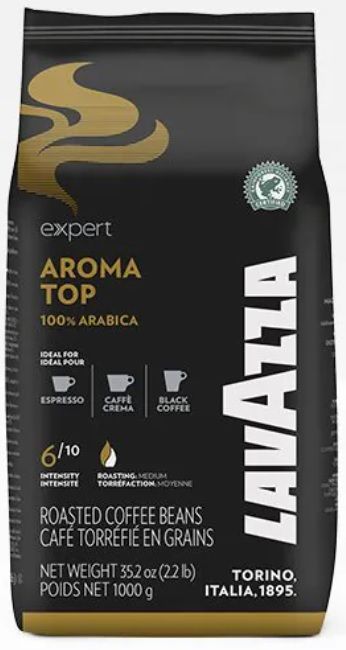 CERTIFIED
expert
AROMA
TOP
100% ARABICA
IDEAL FOR
IDÉAL POUR
ESPRESSO
CAFFÈ
CREMA
BLACK
COFFEE
6/10
INTENSITY
INTENSITÉ
ROASTING: MEDIUM
TORRÉFACTION: MOYENNE
ROASTED COFFEE BEANS
CAFÉ TORRÉFIÉ EN GRAINS
NET WEIGHT 35.2 oz (2.2 lb)
POIDS NET 1000 g
LAVAZZA
TORINO,
ITALIA, 1895.